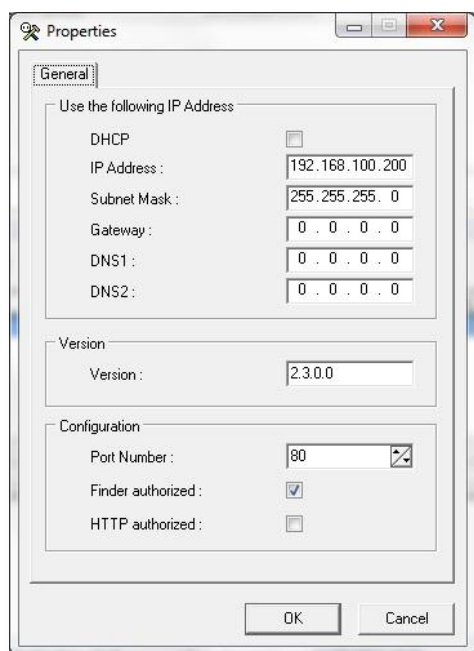 Properties
General
Use the following IP Address
DHCP
IP Address : 192.168.100.200
Subnet Mask : 255.255.255. 0
Gateway : 0 . 0 . 0 . 0
DNS1 : 0 . 0 . 0 . 0
DNS2 : 0 . 0 . 0 . 0
Version
Version : 2.3.0.0
Configuration
Port Number : 80
Finder authorized :
HTTP authorized :
OK Cancel